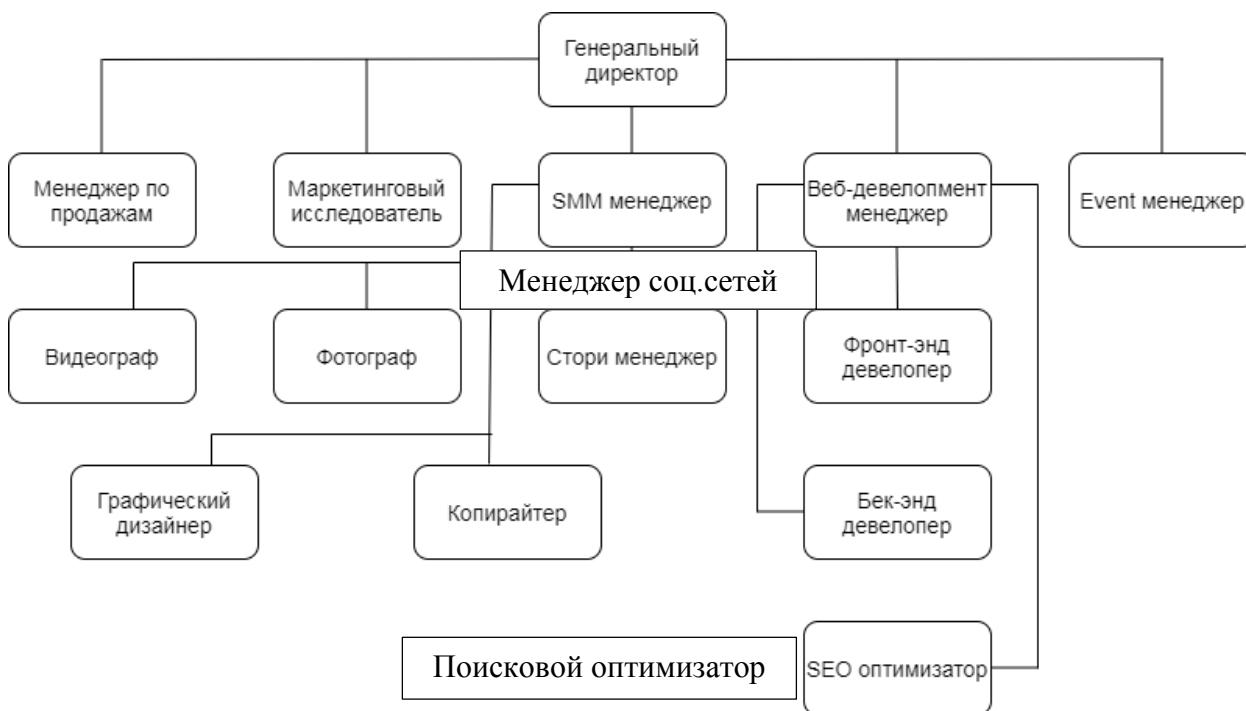 Генеральный
директор
Менеджер по
продажам
Маркетинговый
исследователь
SMM менеджер
Веб-девелопмент
менеджер
Event менеджер
Менеджер соц.сетей
Видеограф
Фотограф
Стори менеджер
Фронт-энд
девелопер
Графический
дизайнер
Копирайтер
Бек-энд
девелопер
Поисковой оптимизатор
SEO оптимизатор